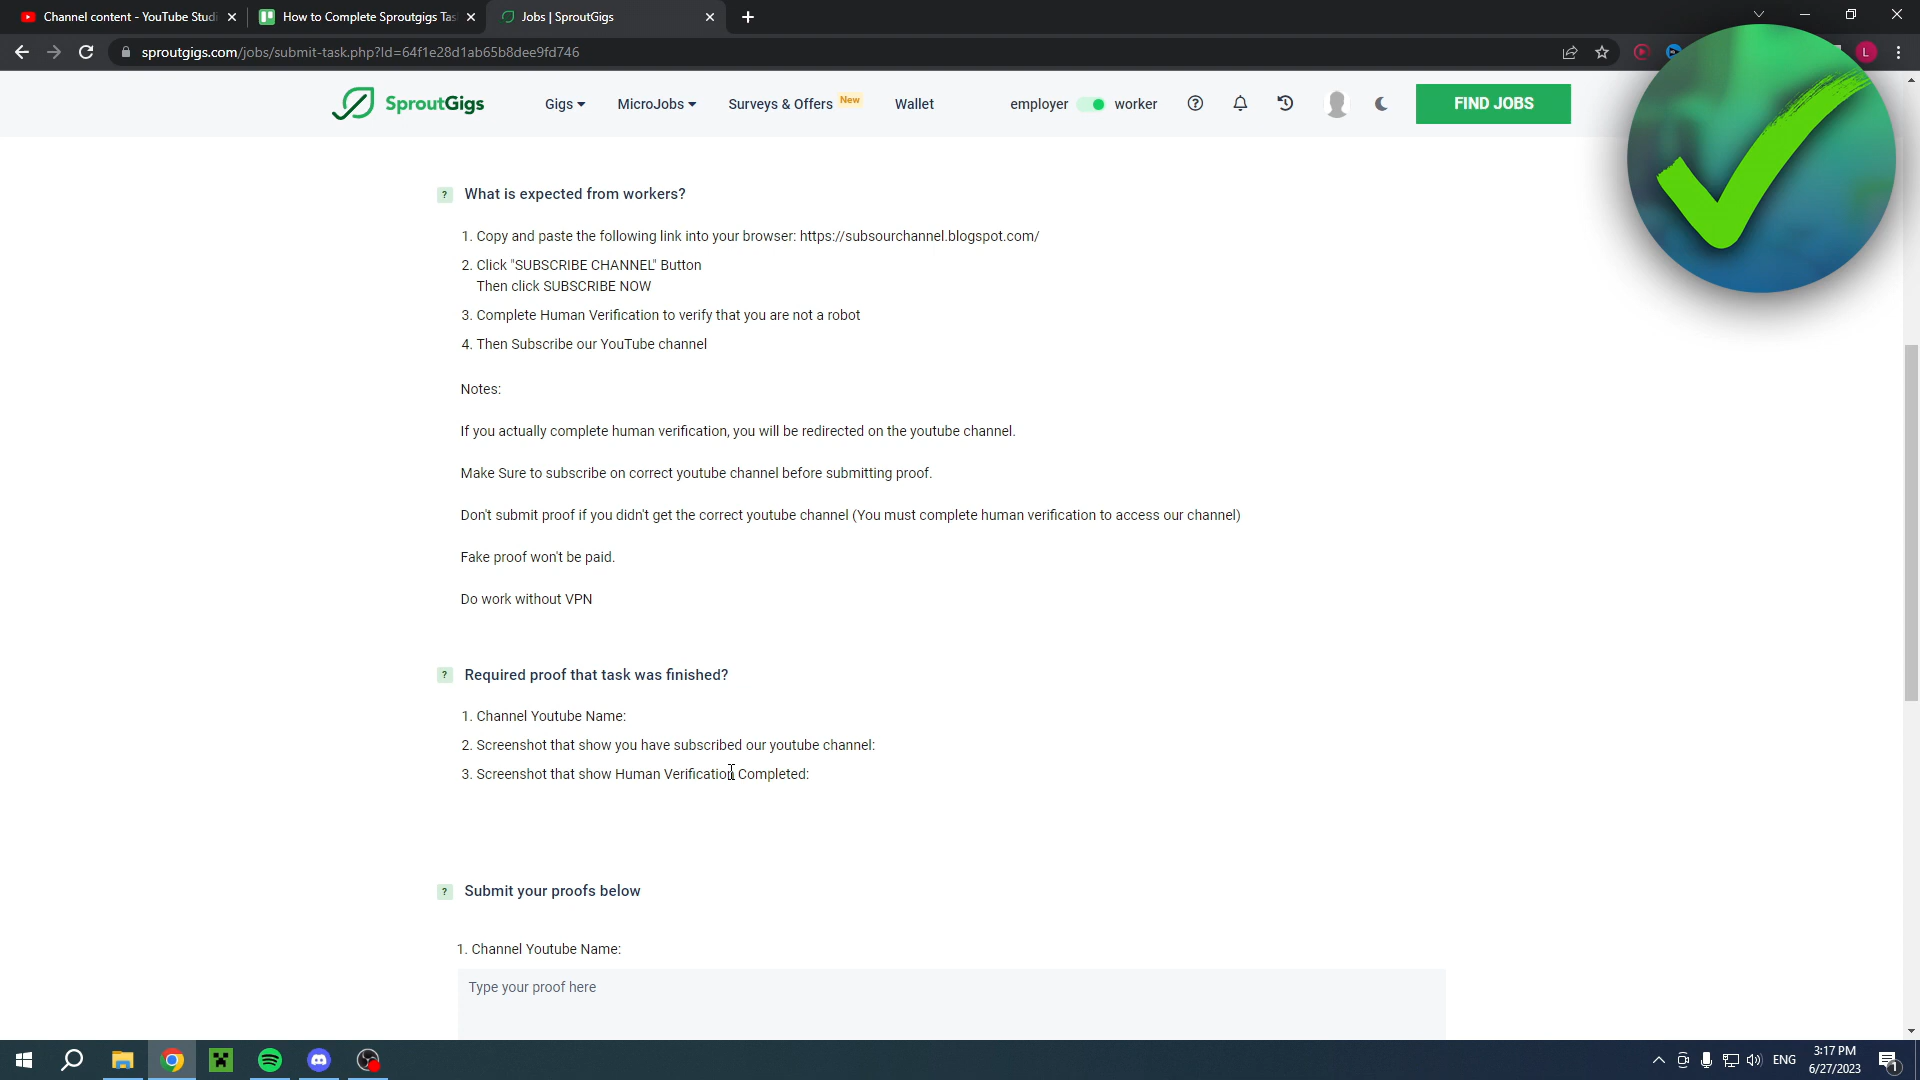 Channel content - YouTube Studi
How to Complete Sproutgigs Tas
Jobs | SproutGigs
sproutgigs.com/jobs/submit-task.php?Id=64f1e28d1ab65b8dee9fd746
L
SproutGigs
Gigs
MicroJobs
Surveys & Offers New
Wallet
employer
worker
FIND JOBS
? What is expected from workers?
1. Copy and paste the following link into your browser: https://subsourchannel.blogspot.com/
2. Click "SUBSCRIBE CHANNEL" Button
Then click SUBSCRIBE NOW
3. Complete Human Verification to verify that you are not a robot
4. Then Subscribe our YouTube channel
Notes:
If you actually complete human verification, you will be redirected on the youtube channel.
Make Sure to subscribe on correct youtube channel before submitting proof.
Don't submit proof if you didn't get the correct youtube channel (You must complete human verification to access our channel)
Fake proof won't be paid.
Do work without VPN
? Required proof that task was finished?
1. Channel Youtube Name:
2. Screenshot that show you have subscribed our youtube channel:
3. Screenshot that show Human Verification Completed:
? Submit your proofs below
1. Channel Youtube Name:
Type your proof here
ENG
3:17 PM
6/27/2023
1